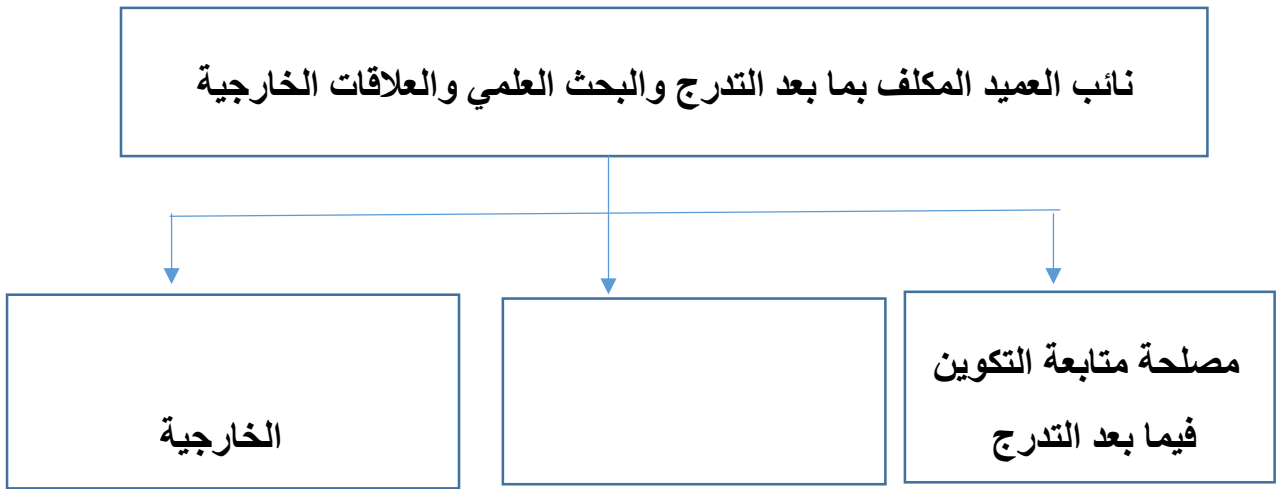 نائب العميد المكلف بما بعد التدرج والبحث العلمي والعلاقات الخارجية
مصلحة متابعة التكوين
فيما بعد التدرج
الخارجية